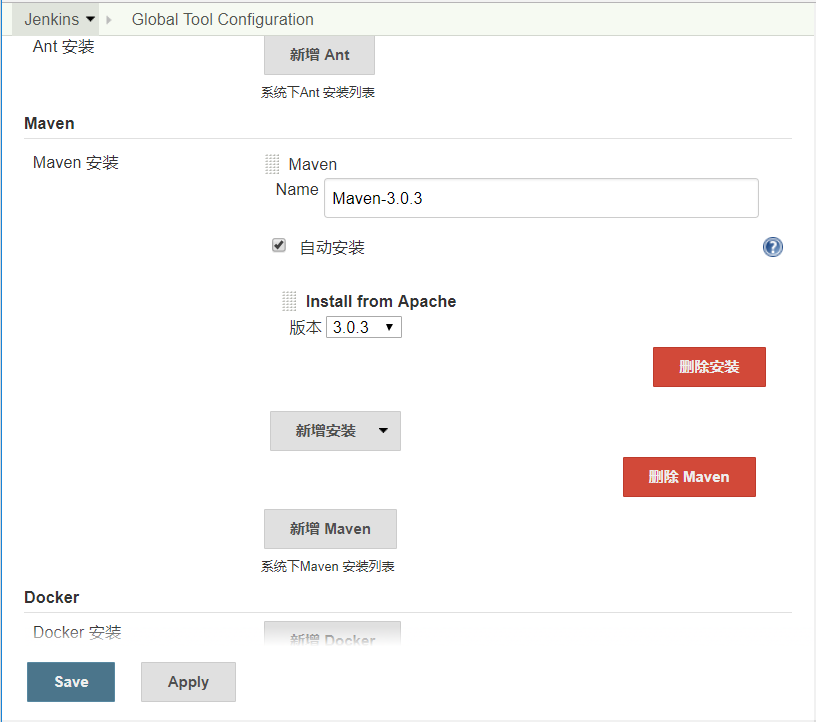 Jenkins Global Tool Configuration
Ant 安装
新增 Ant
系统下Ant 安装列表
Maven
Maven 安装
Maven
Name Maven-3.0.3
自动安装
?
Install from Apache
版本 3.0.3
删除安装
新增安装
删除 Maven
新增 Maven
系统下Maven 安装列表
Docker
Docker 安装
新增 Docker
Save Apply